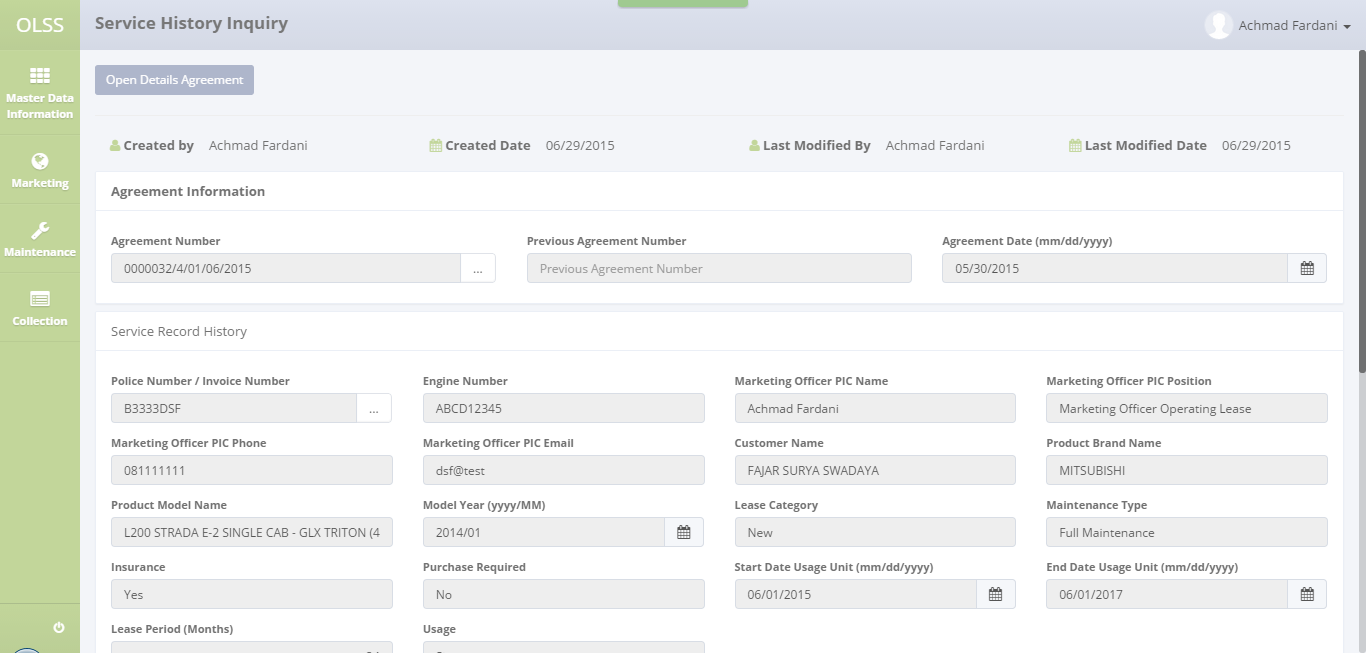 OLSS
Service History Inquiry
Achmad Fardani
Master Data
Information
Marketing
Maintenance
Collection
Open Details Agreement
Created by Achmad Fardani
Created Date 06/29/2015
Last Modified By Achmad Fardani
Last Modified Date 06/29/2015
Agreement Information
Agreement Number
0000032/4/01/06/2015 ...
Previous Agreement Number
Previous Agreement Number
Agreement Date (mm/dd/yyyy)
05/30/2015
Service Record History
Police Number / Invoice Number
B3333DSF ...
Engine Number
ABCD12345
Marketing Officer PIC Name
Achmad Fardani
Marketing Officer PIC Position
Marketing Officer Operating Lease
Marketing Officer PIC Phone
081111111
Marketing Officer PIC Email
dsf@test
Customer Name
FAJAR SURYA SWADAYA
Product Brand Name
MITSUBISHI
Product Model Name
L200 STRADA E-2 SINGLE CAB - GLX TRITON (4
Model Year (yyyy/MM)
2014/01
Lease Category
New
Maintenance Type
Full Maintenance
Insurance
Yes
Purchase Required
No
Start Date Usage Unit (mm/dd/yyyy)
06/01/2015
End Date Usage Unit (mm/dd/yyyy)
06/01/2017
Lease Period (Months)
Usage